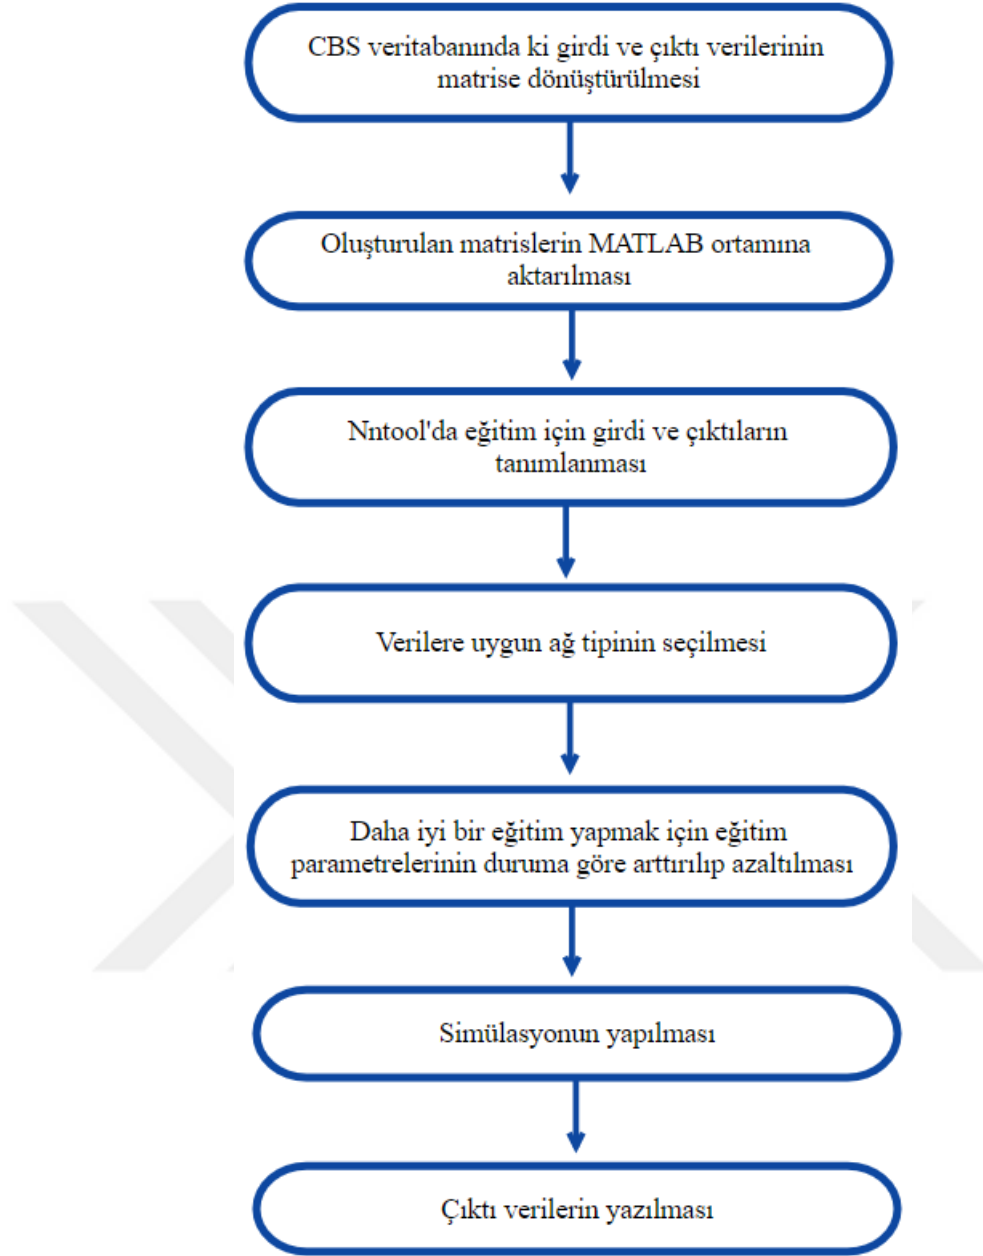 CBS veritabanında ki girdi ve çıktı verilerinin
matrise dönüştürülmesi
Oluşturulan matrislerin MATLAB ortamına
aktarılması
Nntool'da eğitim için girdi ve çıktıların
tanımlanması
Verilere uygun ağ tipinin seçilmesi
Daha iyi bir eğitim yapmak için eğitim
parametrelerinin duruma göre arttırılıp azaltılması
Simülasyonun yapılması
Çıktı verilerin yazılması